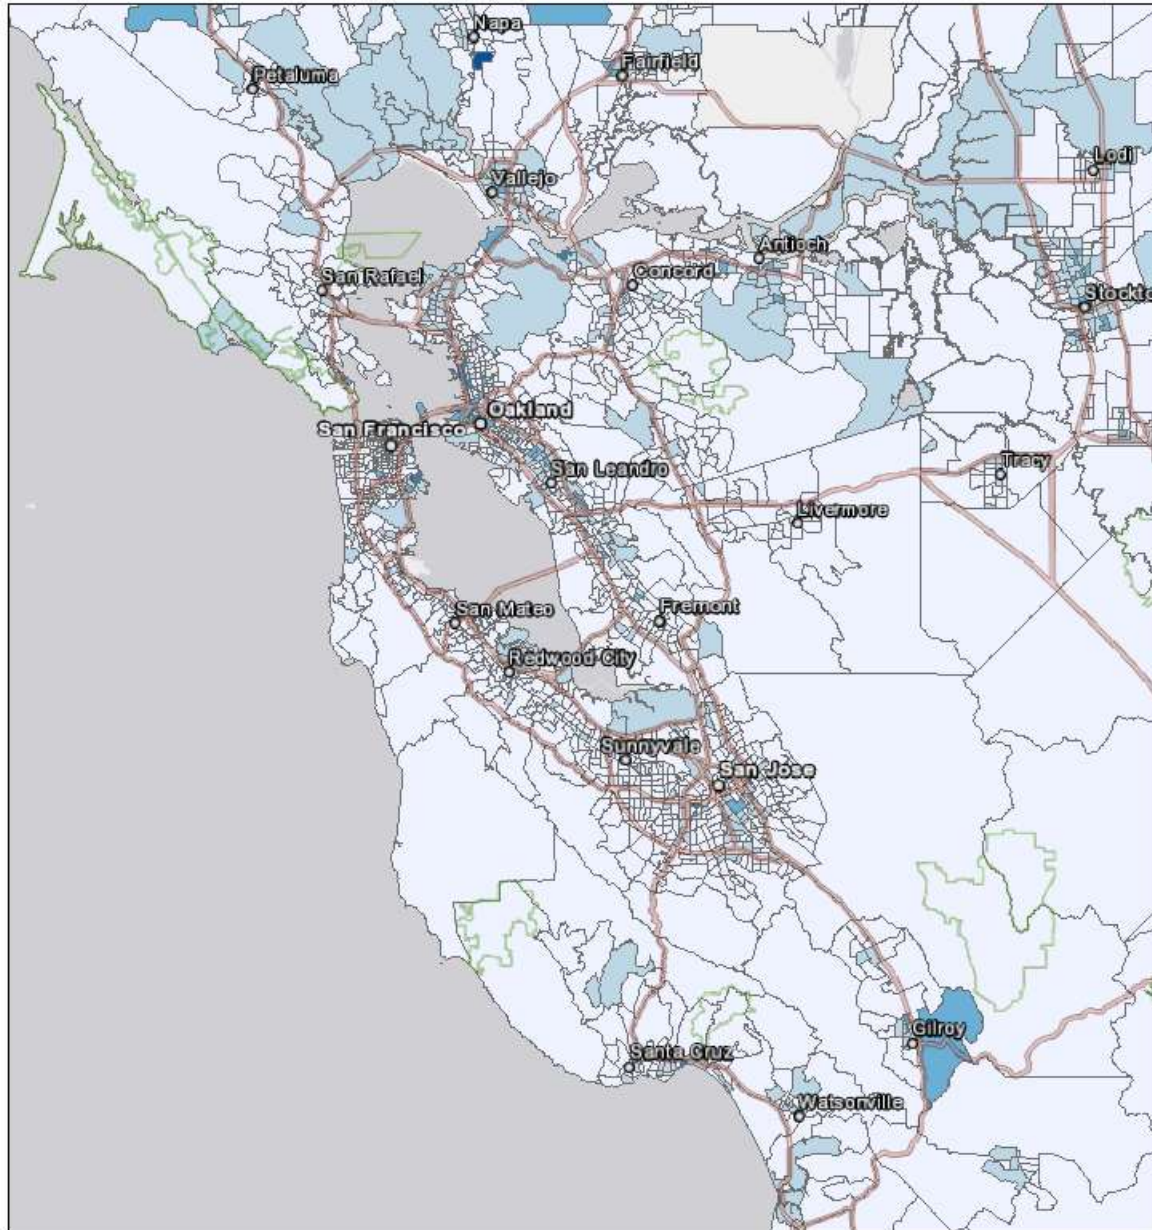 Napa
Fairfield
Petaluma
Lodi
Vallejo
Antioch
San Rafael
Concord
Stockto
Oakland
San Francisco
San Leandro
Tracy
Livermore
San Mateo
Fremont
Redwood City
Sunnyvale
San Jose
Gilroy
Santa Cruz
Watsonville